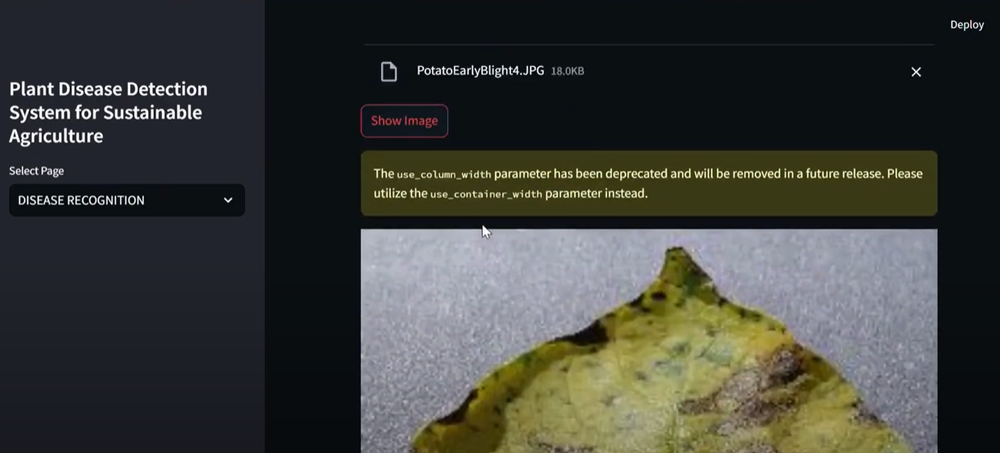 Deploy
PotatoEarlyBlight4.JPG 18.0KB
Plant Disease Detection
System for Sustainable
Agriculture
Show Image
Select Page
The use_column_width parameter has been deprecated and will be removed in a future release. Please
utilize the use_container_width parameter instead.
DISEASE RECOGNITION